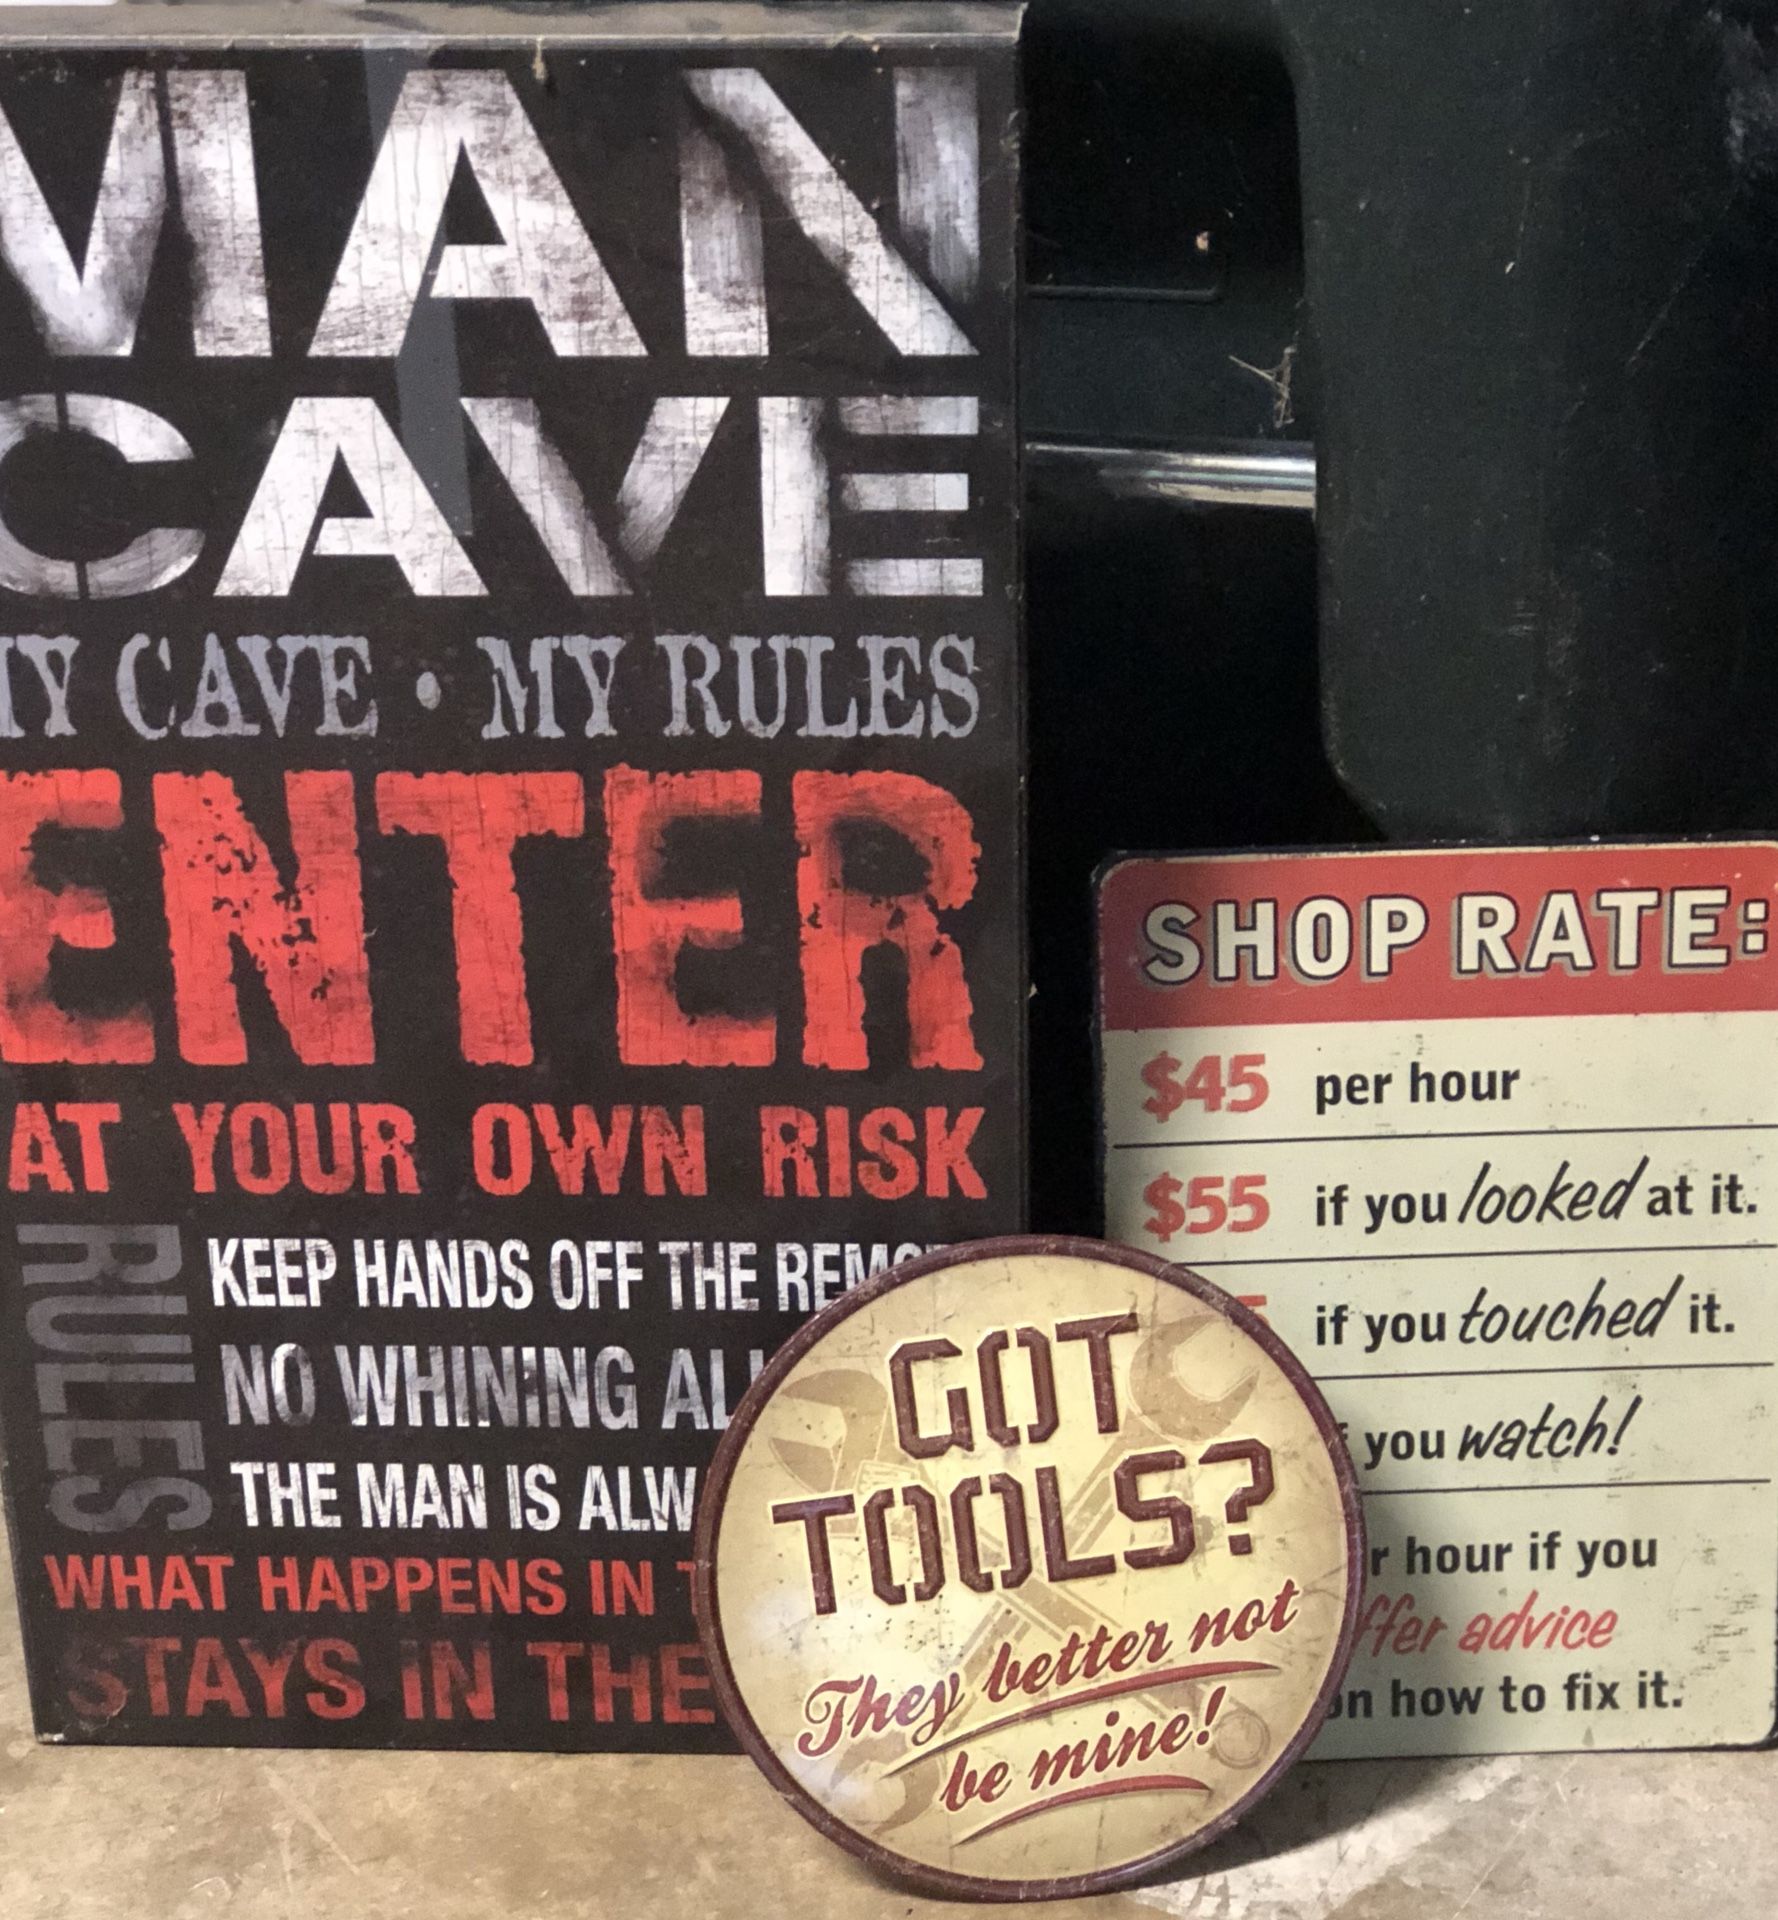 MAN
CAVE
MY CAVE • MY RULES
ENTER
AT YOUR OWN RISK
RULES
KEEP HANDS OFF THE
NO WHINING
THE MAN IS
WHAT HAPPENS IN
STAYS IN THE
GOT
TOOLS?
They better not
be mine!
SHOP RATE:
$45 per hour
$55 if you looked at it.
if you touched it.
you watch!
hour if you
advice
how to fix it.